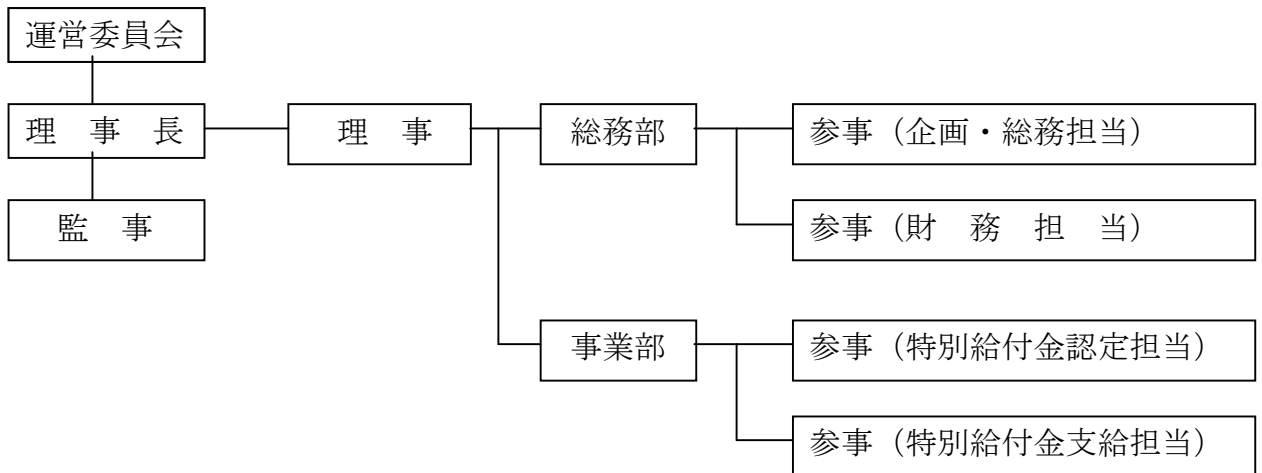 運営委員会
理　事　長
理　事
総務部
参事（企画・総務担当）
監　事
参事（財　務　担　当）
事業部
参事（特別給付金認定担当）
参事（特別給付金支給担当）